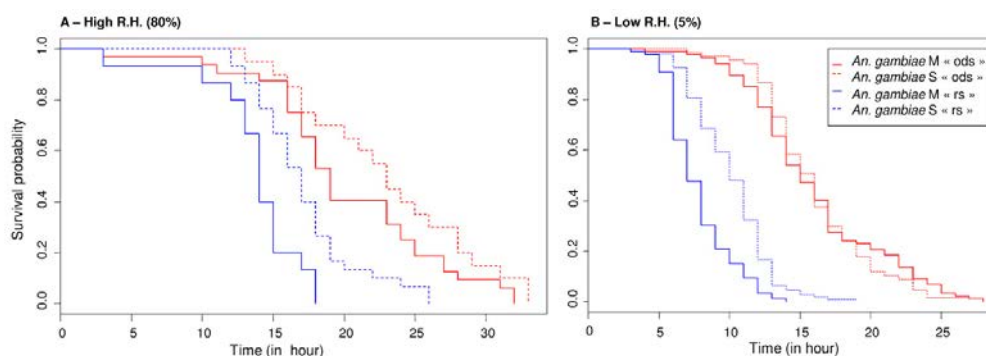 A – High R.H. (80%)
B – Low R.H. (5%)
Survival probability
1.0
0.8
0.6
0.4
0.2
0.0
0 5 10 15 20 25 30
Time (in hour)
1.0
0.8
0.6
0.4
0.2
0.0
0 5 10 15 20 25
Time (in hour)
An. gambiae M « ods »
An. gambiae S « ods »
An. gambiae M « rs »
An. gambiae S « rs »